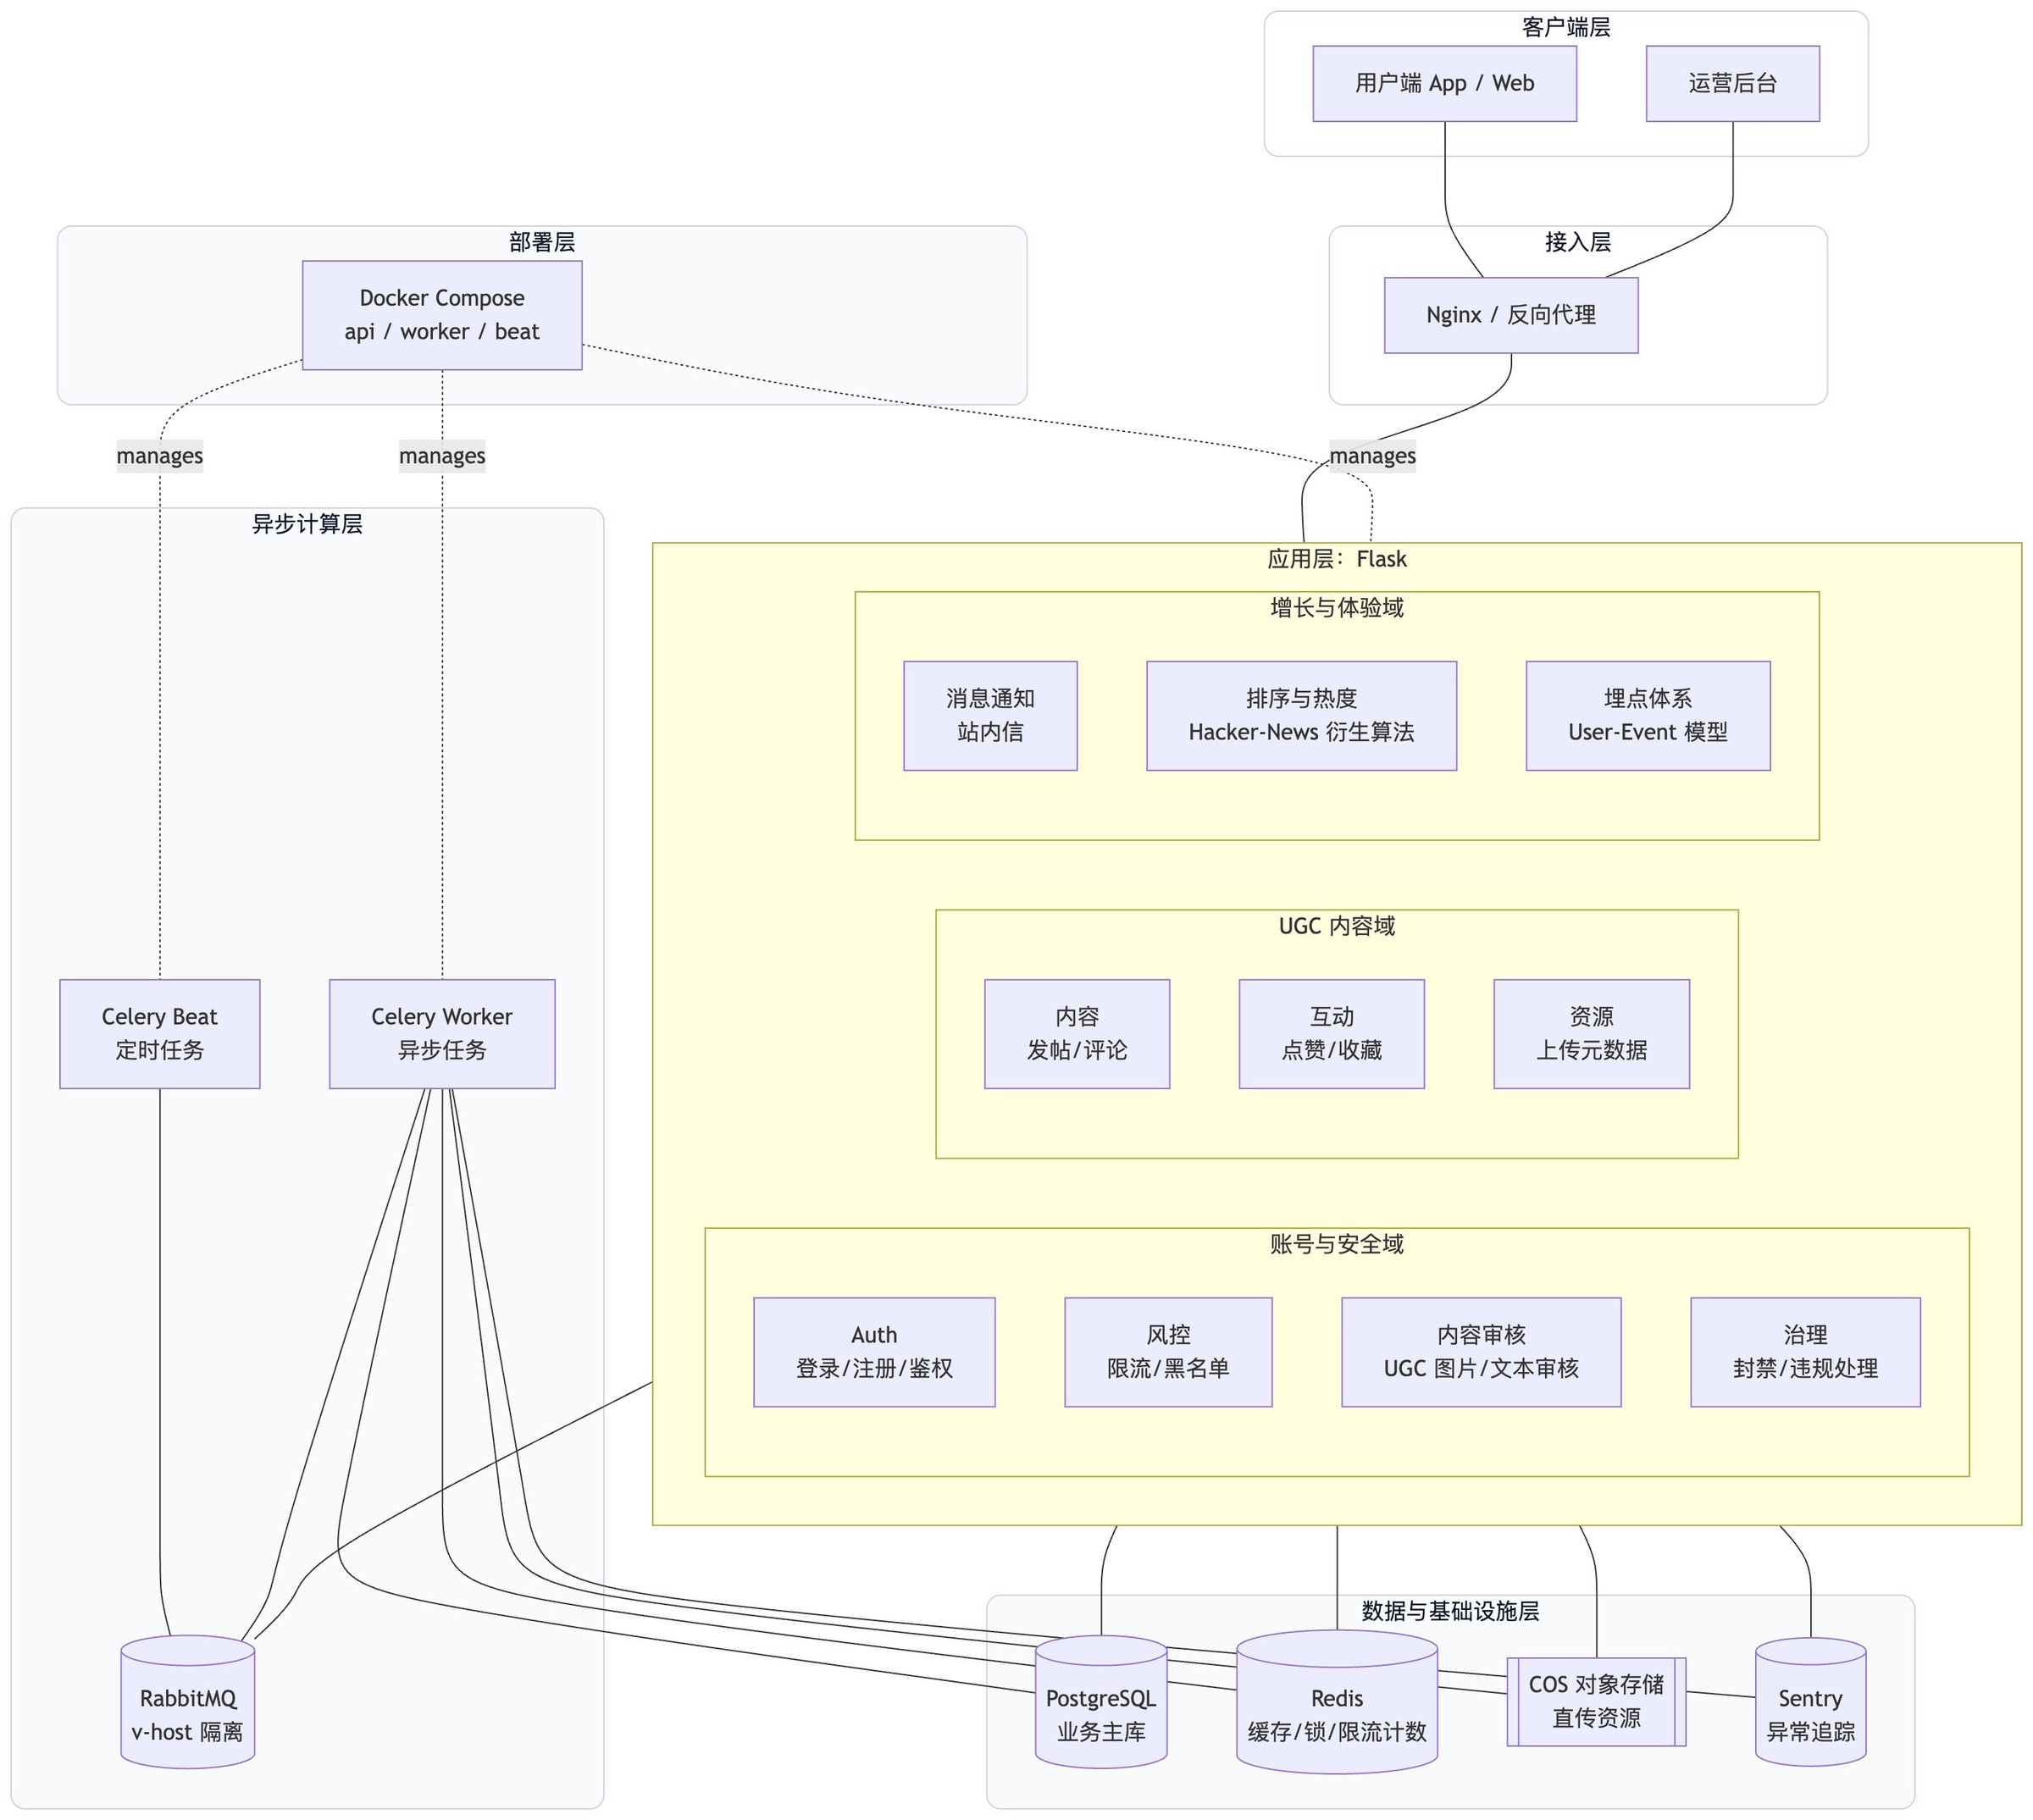 客户端层
用户端 App / Web
运营后台
部署层
接入层
Docker Compose
api / worker / beat
Nginx / 反向代理
manages
manages
manages
异步计算层
应用层：Flask
增长与体验域
消息通知
站内信
排序与热度
Hacker-News 衍生算法
埋点体系
User-Event 模型
UGC 内容域
Celery Beat
定时任务
Celery Worker
异步任务
内容
发帖/评论
互动
点赞/收藏
资源
上传元数据
账号与安全域
Auth
登录/注册/鉴权
风控
限流/黑名单
内容审核
UGC 图片/文本审核
治理
封禁/违规处理
数据与基础设施层
RabbitMQ
v-host 隔离
PostgreSQL
业务主库
Redis
缓存/锁/限流计数
COS 对象存储
直传资源
Sentry
异常追踪